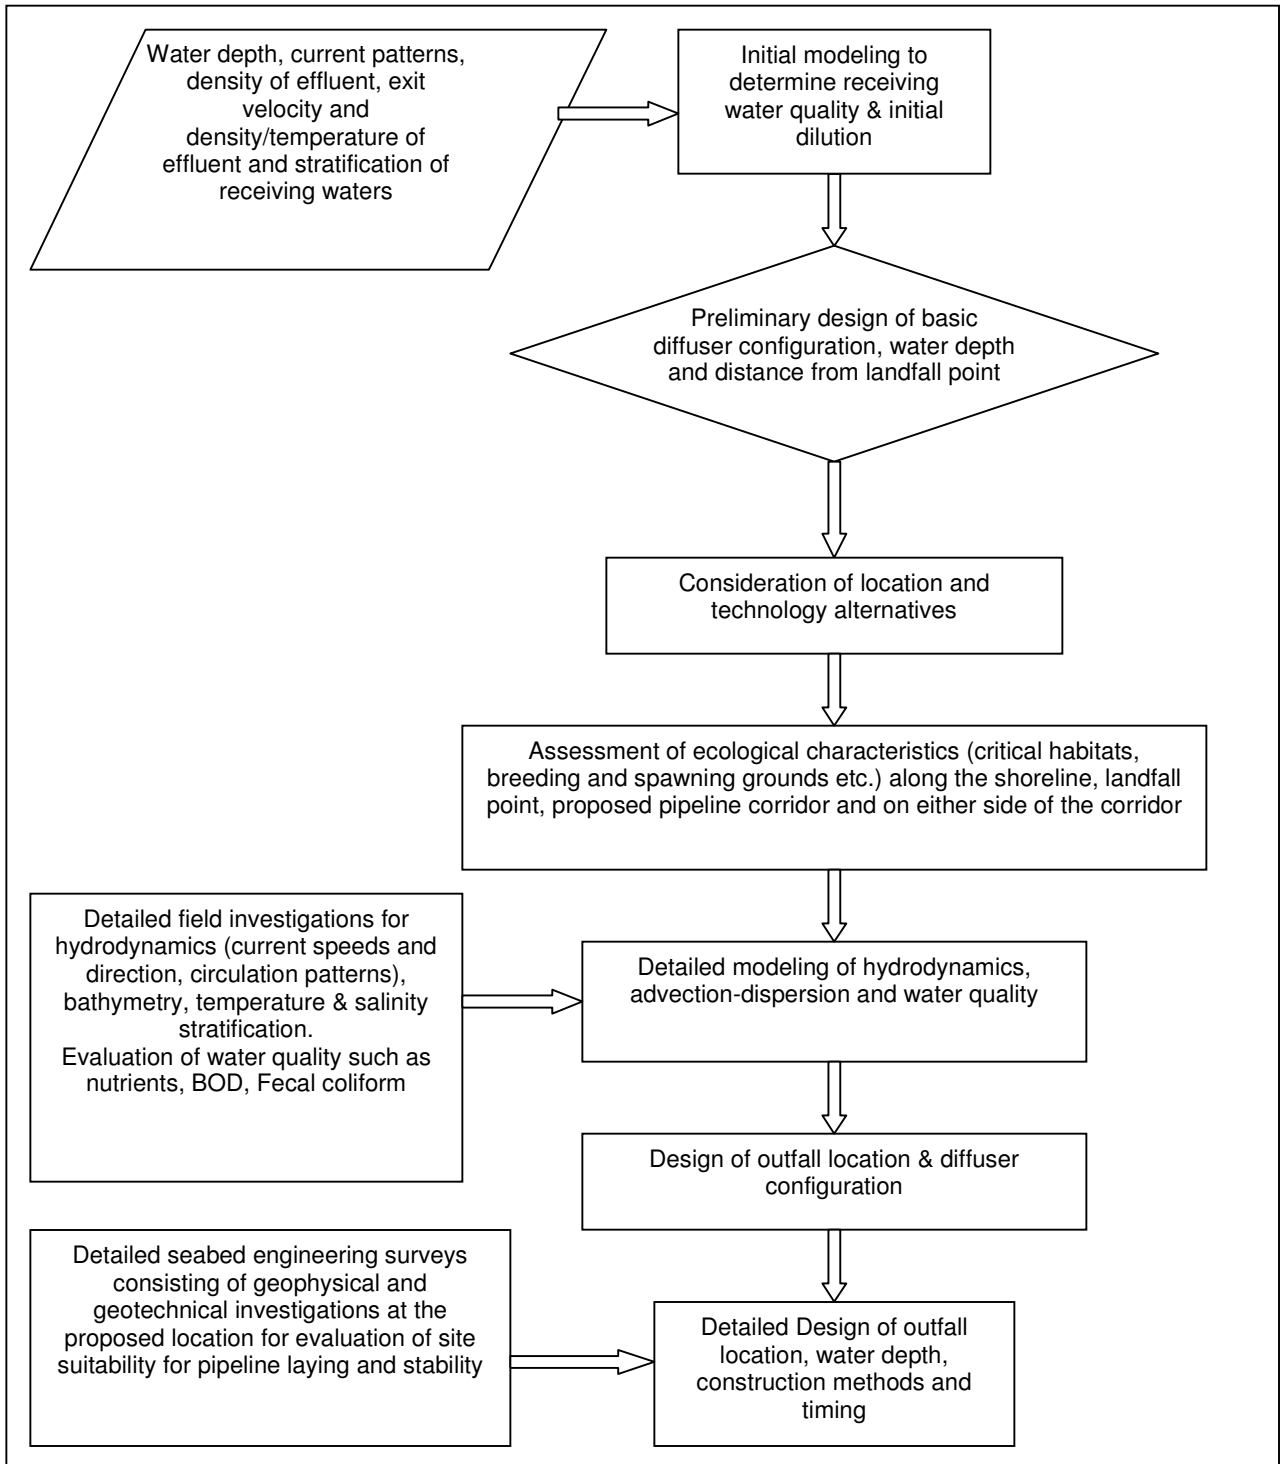 Water depth, current patterns,
density of effluent, exit
velocity and
density/temperature of
effluent and stratification of
receiving waters
Initial modeling to
determine receiving
water quality & initial
dilution
Preliminary design of basic
diffuser configuration, water depth
and distance from landfall point
Consideration of location and
technology alternatives
Assessment of ecological characteristics (critical habitats,
breeding and spawning grounds etc.) along the shoreline, landfall
point, proposed pipeline corridor and on either side of the corridor
Detailed field investigations for
hydrodynamics (current speeds and
direction, circulation patterns),
bathymetry, temperature & salinity
stratification.
Evaluation of water quality such as
nutrients, BOD, Fecal coliform
Detailed modeling of hydrodynamics,
advection-dispersion and water quality
Design of outfall location & diffuser
configuration
Detailed seabed engineering surveys
consisting of geophysical and
geotechnical investigations at the
proposed location for evaluation of site
suitability for pipeline laying and stability
Detailed Design of outfall
location, water depth,
construction methods and
timing